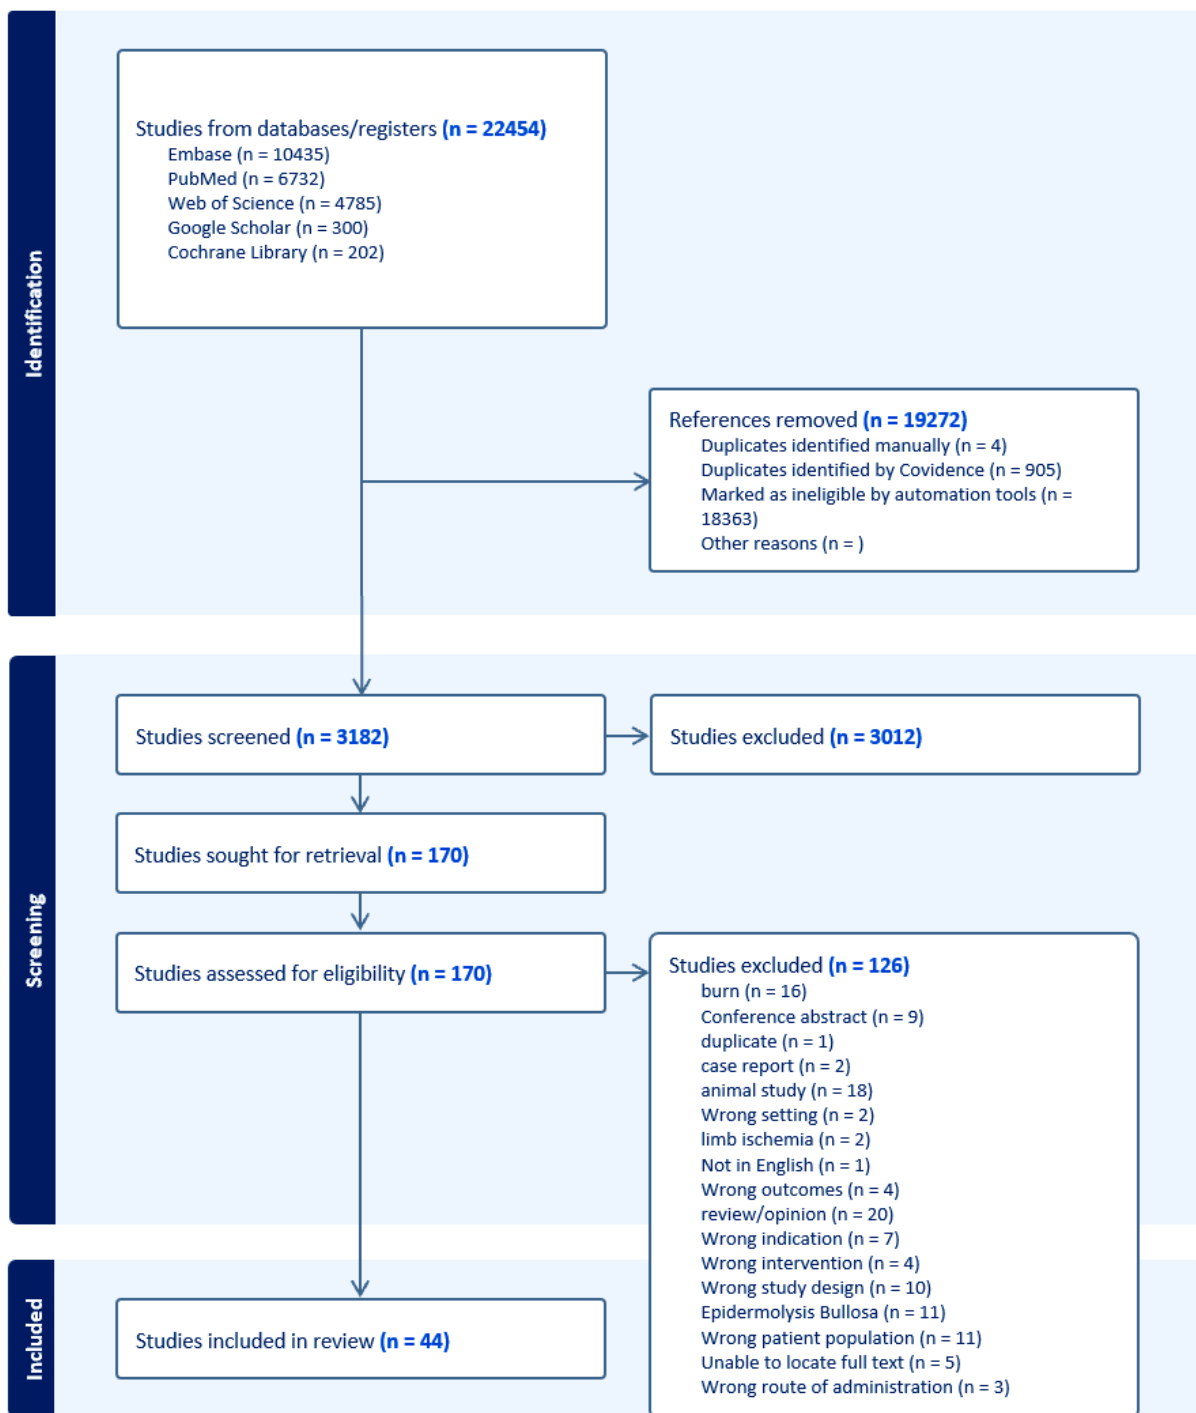 Identification
Studies from databases/registers (n = 22454)
Embase (n = 10435)
PubMed (n = 6732)
Web of Science (n = 4785)
Google Scholar (n = 300)
Cochrane Library (n = 202)
References removed (n = 19272)
Duplicates identified manually (n = 4)
Duplicates identified by Covidence (n = 905)
Marked as ineligible by automation tools (n =
18363)
Other reasons (n = )
Screening
Studies screened (n = 3182)
Studies excluded (n = 3012)
Studies sought for retrieval (n = 170)
Studies assessed for eligibility (n = 170)
Studies excluded (n = 126)
burn (n = 16)
Conference abstract (n = 9)
duplicate (n = 1)
case report (n = 2)
animal study (n = 18)
Wrong setting (n = 2)
limb ischemia (n = 2)
Not in English (n = 1)
Wrong outcomes (n = 4)
review/opinion (n = 20)
Wrong indication (n = 7)
Wrong intervention (n = 4)
Wrong study design (n = 10)
Epidermolysis Bullosa (n = 11)
Wrong patient population (n = 11)
Unable to locate full text (n = 5)
Wrong route of administration (n = 3)
Included
Studies included in review (n = 44)